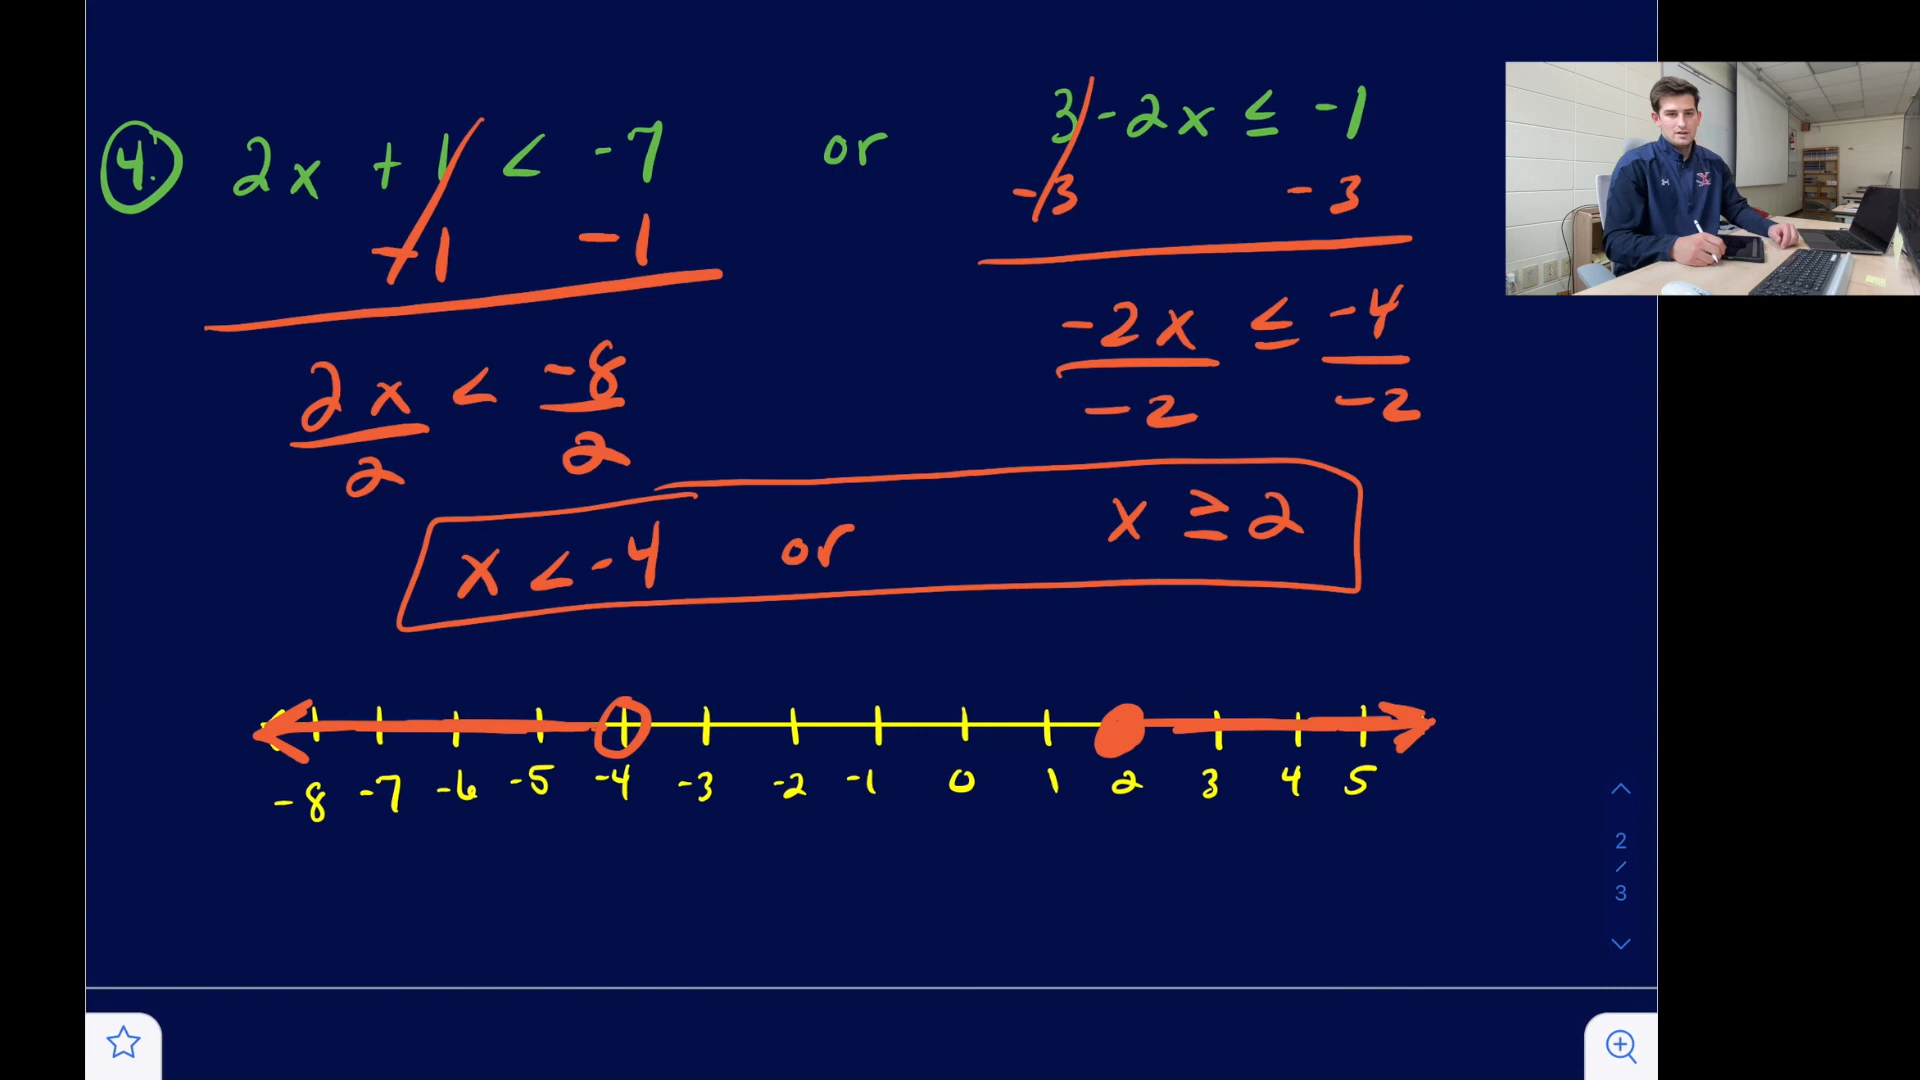 4. 2x + 1 < -7 or 3 - 2x ≤ -1
-1 -1 -3 -3
2x < -8 -2x ≤ -4
2 2 -2 -2
x < -4 or x ≥ 2
-8 -7 -6 -5 -4 -3 -2 -1 0 1 2 3 4 5
2
/
3